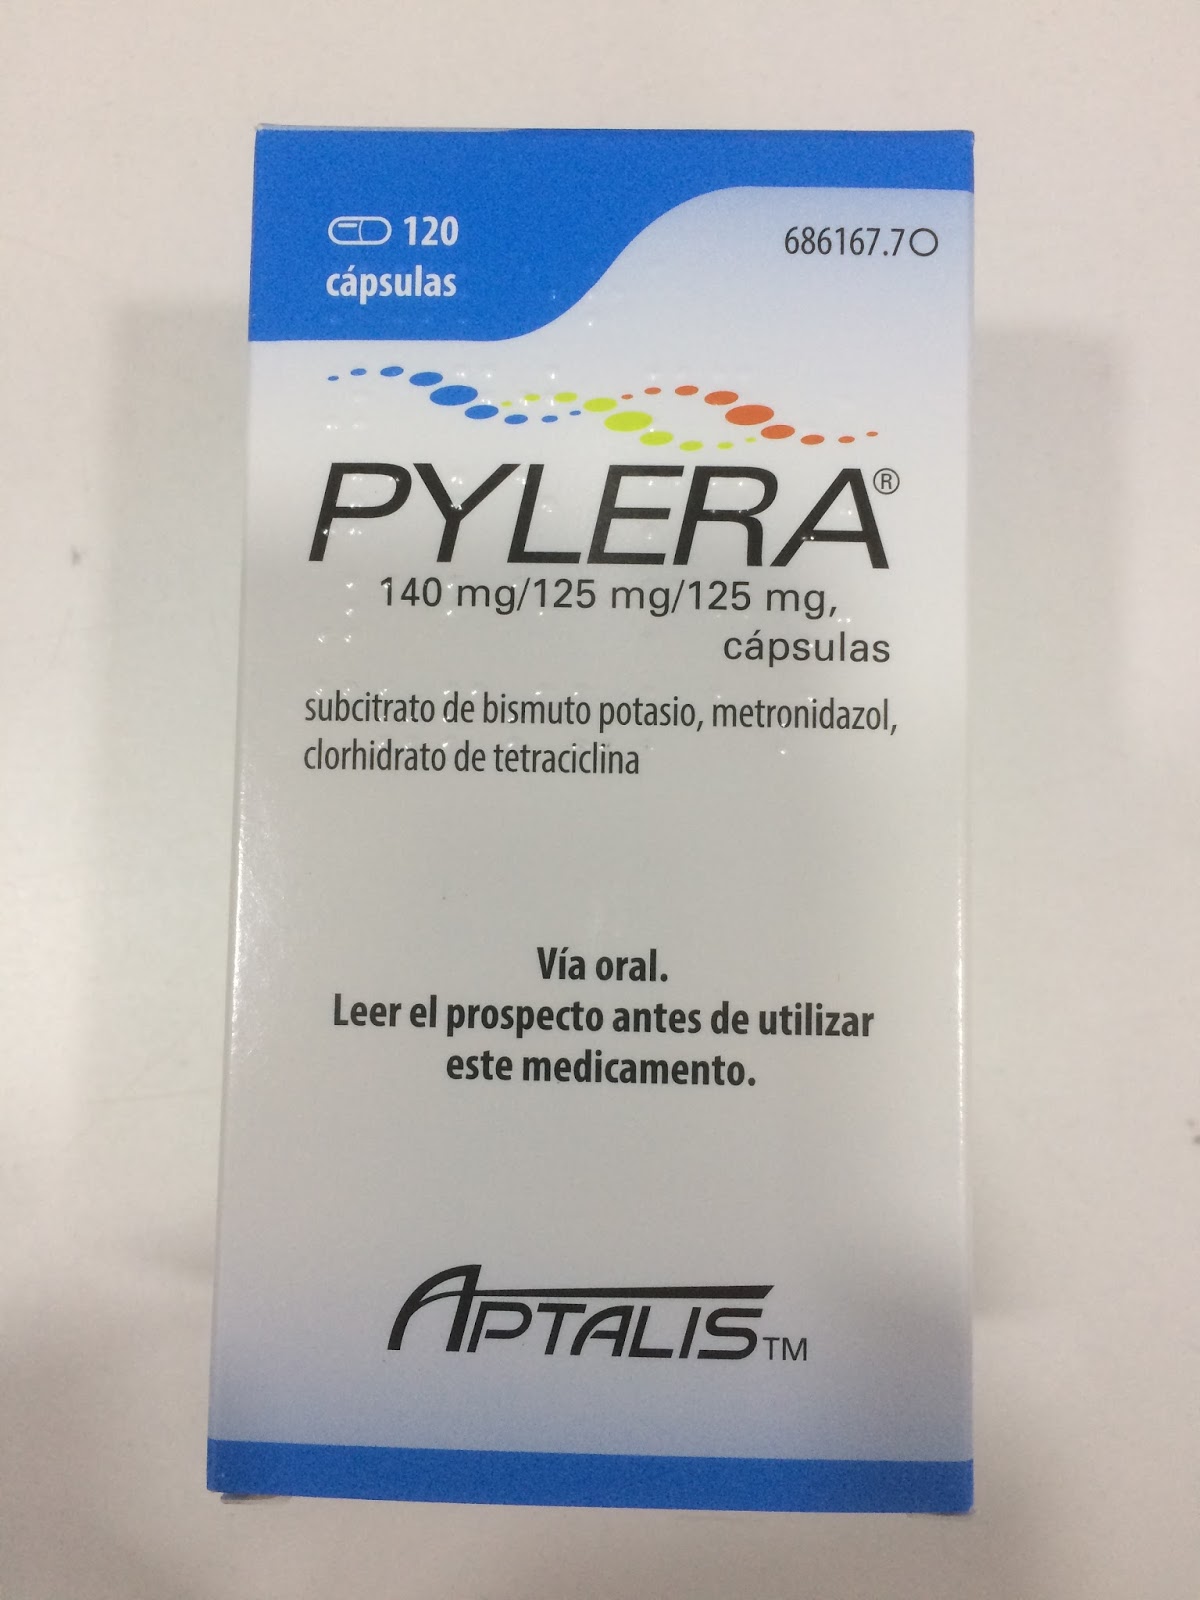 120
cápsulas
686167.7
PYLERA®
140 mg/125 mg/125 mg,
cápsulas
subcitrato de bismuto potasio, metronidazol,
clorhidrato de tetraciclina
Vía oral.
Leer el prospecto antes de utilizar
este medicamento.
APTALIS™